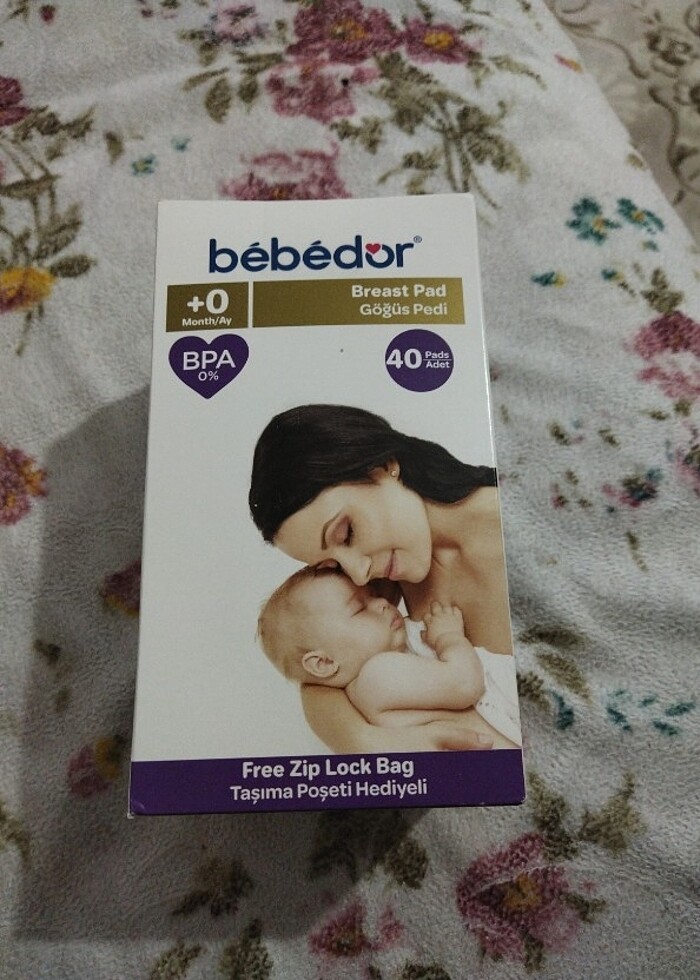 bébédor®
+0
Month/Ay
Breast Pad
Göğüs Pedi
BPA
0%
40 Pads
Adet
Free Zip Lock Bag
Taşıma Poşeti Hediyeli